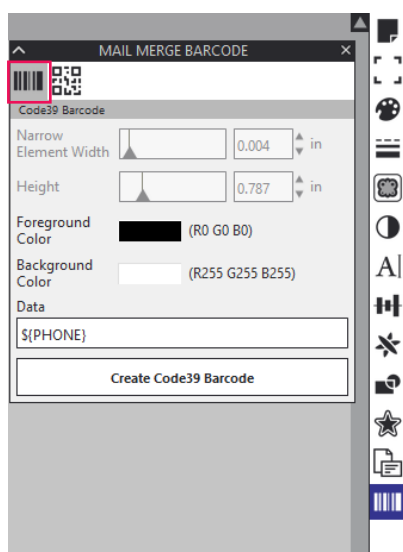 MAIL MERGE BARCODE
Code39 Barcode
Narrow
Element Width
0.004 in
Height
0.787 in
Foreground
Color
(R0 G0 B0)
Background
Color
(R255 G255 B255)
Data
${PHONE}
Create Code39 Barcode
A